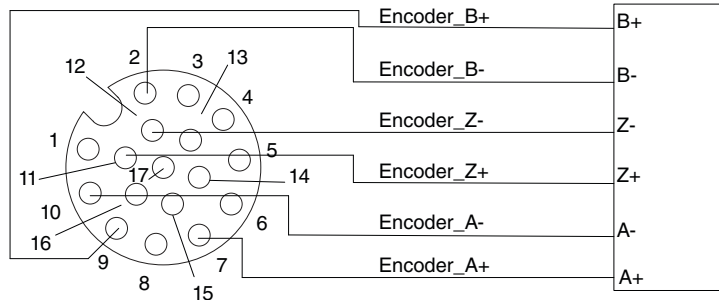 Encoder_B+ B+
2 3 13
12
Encoder_B- B-
4
Encoder_Z- Z-
1
5
11 17 14
Encoder_Z+ Z+
10 6
Encoder_A- A-
16
9 7
8 15
Encoder_A+ A+